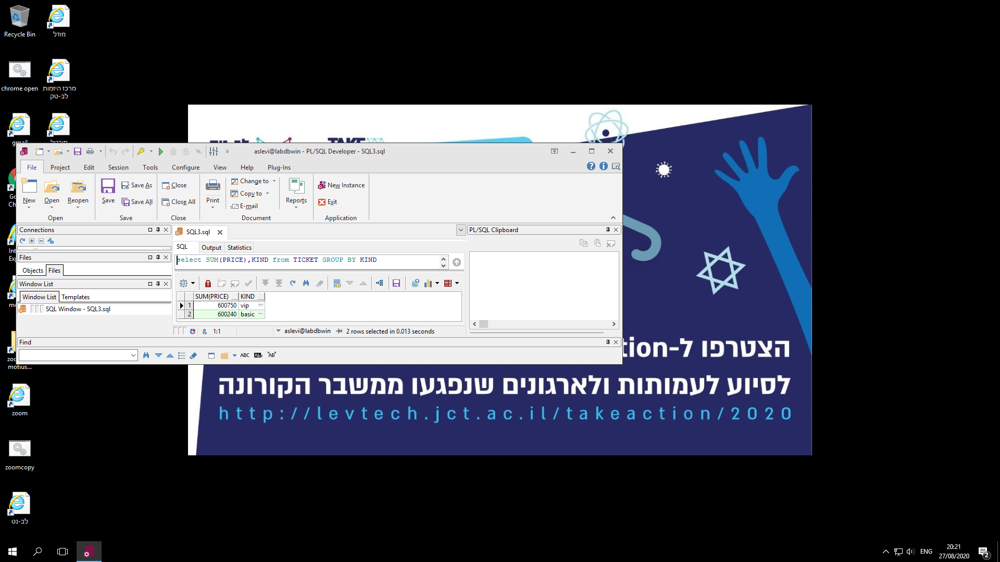 Recycle Bin
מודל
chrome open
מרכז היזמות
לב-טק
gmail
TAKE
aslevi@labdbwin - PL/SQL Developer - SQL3.sql
File Project Edit Session Tools Configure View Help Plug-Ins
New Open Reopen
Open
Save Save As
Save All
Save
Close
Close All
Close
Print
Change to
Copy to
E-mail
Document
Reports
New Instance
Exit
Application
Connections
Files
Objects Files
Window List
Window List Templates
SQL Window - SQL3.sql
SQL3.sql
SQL Output Statistics
select SUM(PRICE),KIND from TICKET GROUP BY KIND
SUM(PRICE) KIND
1 600750 vip ...
2 600240 basic ...
& 1:1 aslevi@labdbwin 2 rows selected in 0.013 seconds
PL/SQL Clipboard
Find
ABC AB: "AB"
motius...
zoom
zoomcopy
לב-נט
הצטרפו ל-tion
לסיוע לעמותות ולארגונים שנפגעו ממשבר הקורונה
http://levtech.jct.ac.il/takeaction/2020
ENG
20:21
27/08/2020
2